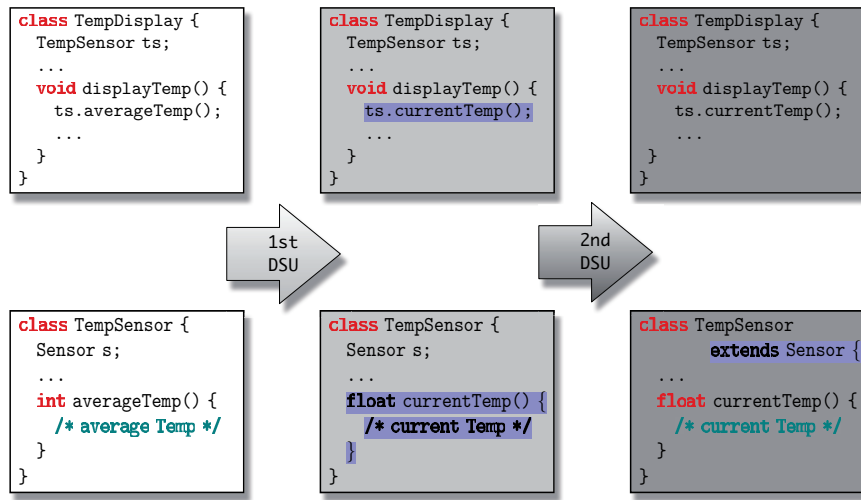 class TempDisplay {
TempSensor ts;
...
void displayTemp() {
ts.averageTemp();
...
}
}
class TempDisplay {
TempSensor ts;
...
void displayTemp() {
ts.currentTemp();
...
}
}
class TempDisplay {
TempSensor ts;
...
void displayTemp() {
ts.currentTemp();
...
}
}
1st
DSU
2nd
DSU
class TempSensor {
Sensor s;
...
int averageTemp() {
/* average Temp */
}
}
class TempSensor {
Sensor s;
...
float currentTemp() {
/* current Temp */
}
}
class TempSensor
extends Sensor {
...
float currentTemp() {
/* current Temp */
}
}